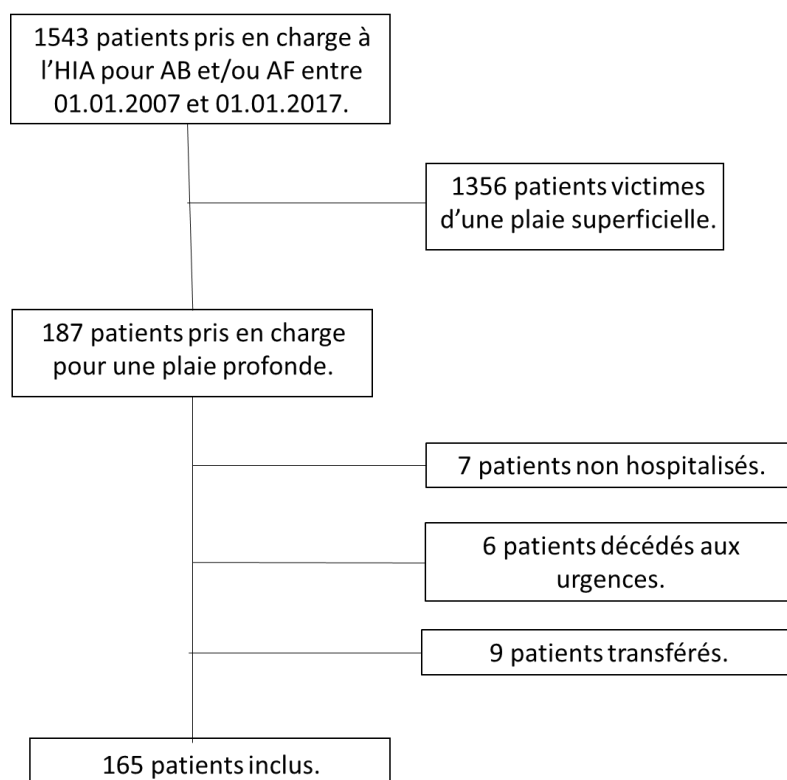 1543 patients pris en charge à
l’HIA pour AB et/ou AF entre
01.01.2007 et 01.01.2017.
1356 patients victimes
d’une plaie superficielle.
187 patients pris en charge
pour une plaie profonde.
7 patients non hospitalisés.
6 patients décédés aux
urgences.
9 patients transférés.
165 patients inclus.